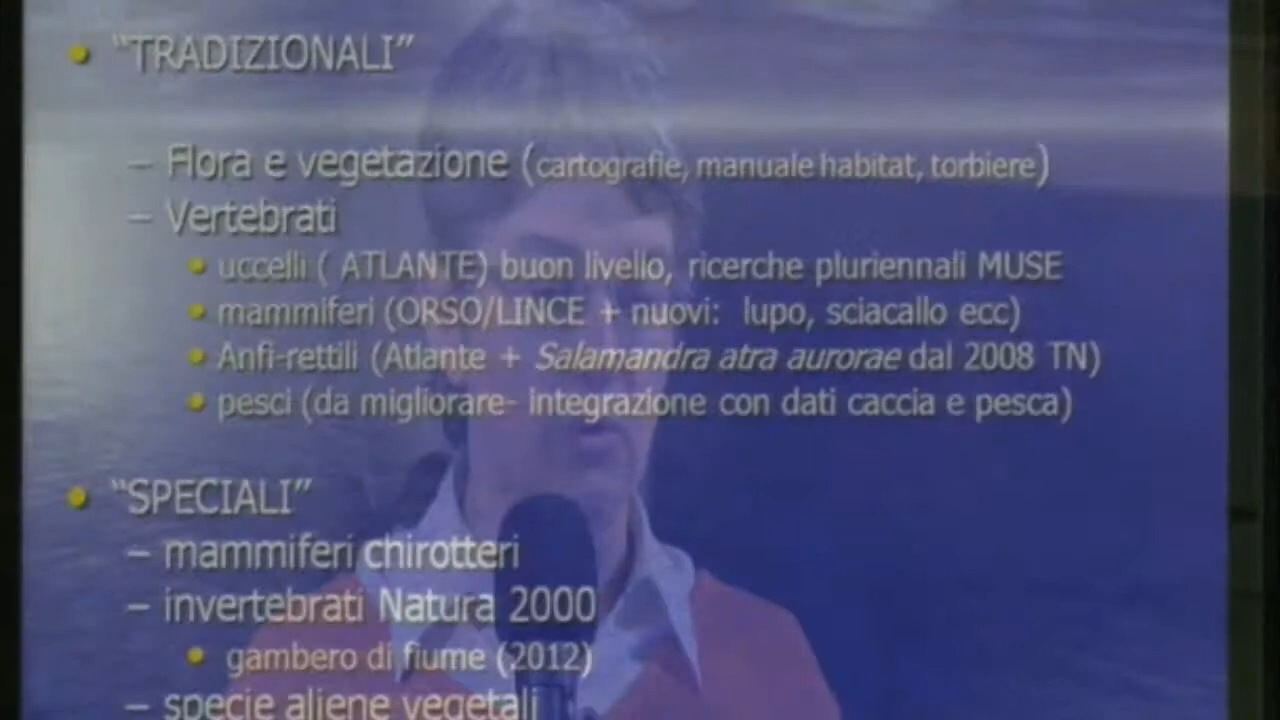 • “TRADIZIONALI”
– Flora e vegetazione (cartografie, manuale habitat, torbiere)
– Vertebrati
• uccelli ( ATLANTE) buon livello, ricerche pluriennali MUSE
• mammiferi (ORSO/LINCE + nuovi: lupo, sciacallo ecc)
• Anfi-rettili (Atlante + Salamandra atra aurorae dal 2008 TN)
• pesci (da migliorare- integrazione con dati caccia e pesca)
• “SPECIALI”
– mammiferi chirotteri
– invertebrati Natura 2000
• gambero di fiume (2012)
– specie aliene vegetali